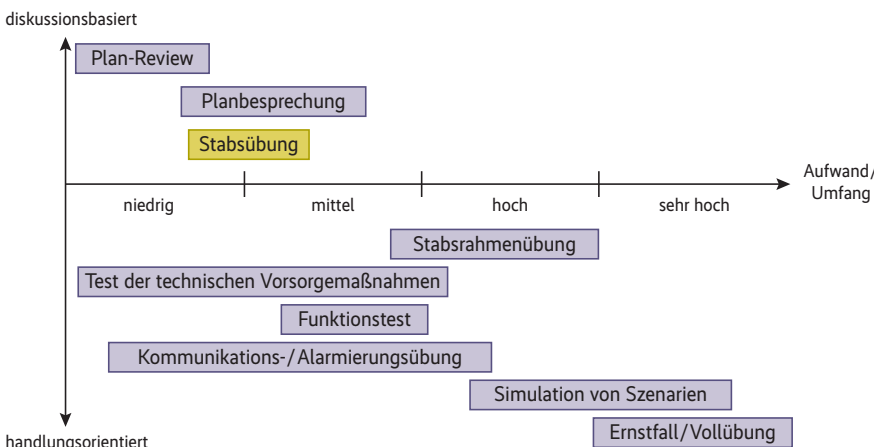 diskussionsbasiert
Plan-Review
Planbesprechung
Stabsübung
Aufwand/
Umfang
niedrig
mittel
hoch
sehr hoch
Stabsrahmenübung
Test der technischen Vorsorgemaßnahmen
Funktionstest
Kommunikations-/Alarmierungsübung
Simulation von Szenarien
Ernstfall/Vollübung
handlungsorientiert